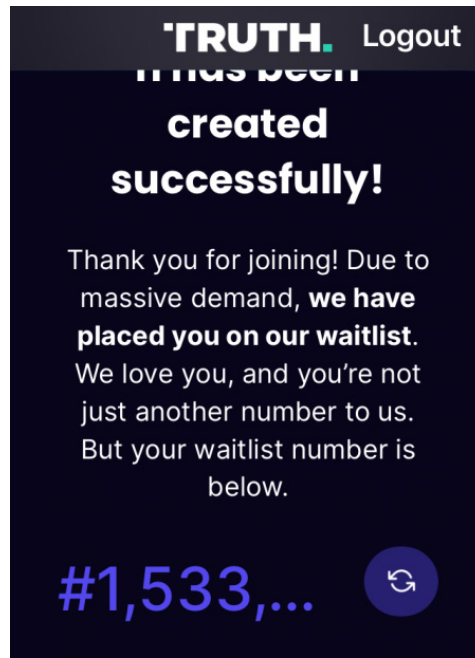 TRUTH. Logout
created
successfully!
Thank you for joining! Due to
massive demand, we have
placed you on our waitlist.
We love you, and you’re not
just another number to us.
But your waitlist number is
below.
#1,533,...